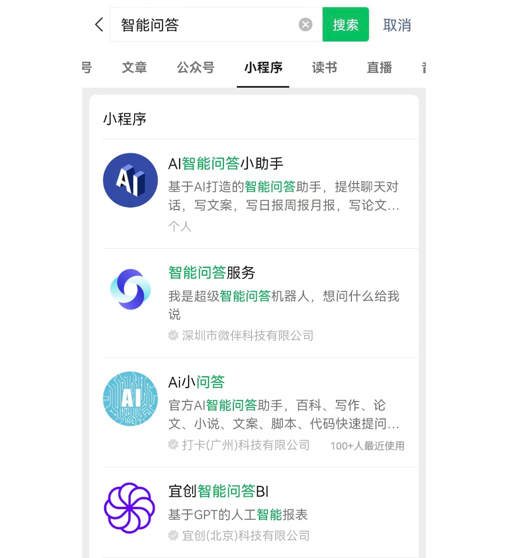 智能问答
搜索
取消
号
文章
公众号
小程序
读书
直播
小程序
AI
AI智能问答小助手
基于AI打造的智能问答助手，提供聊天对
话，写文案，写日报周报月报，写论文...
个人
智能问答服务
我是超级智能问答机器人，想问什么给我
说
深圳市微伴科技有限公司
AI
Ai小问答
官方AI智能问答助手，百科、写作、论
文、小说、文案、脚本、代码快速提问...
打卡(广州)科技有限公司
100+人最近使用
宜创智能问答BI
基于GPT的人工智能报表
宜创(北京)科技有限公司